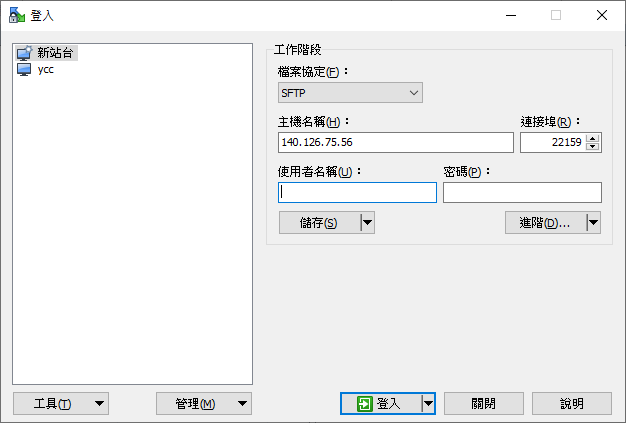 登入
新站台
ycc
工作階段
檔案協定(F)：
SFTP
主機名稱(H)：
連接埠(R)：
140.126.75.56
22159
使用者名稱(U)：
密碼(P)：
儲存(S)
進階(D)...
工具(T)
管理(M)
登入
關閉
說明